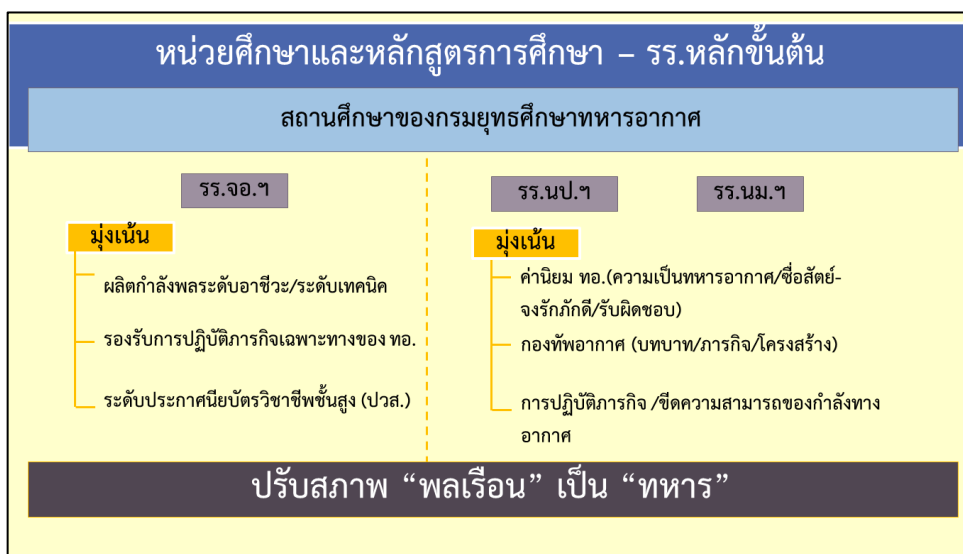 หน่วยศึกษาและหลักสูตรการศึกษา – รร.หลักขั้นต้น
สถานศึกษาของกรมยุทธศึกษาทหารอากาศ
รร.จอ.ฯ
มุ่งเน้น
ผลิตกำลังพลระดับอาชีวะ/ระดับเทคนิค
รองรับการปฏิบัติภารกิจเฉพาะทางของ ทอ.
ระดับประกาศนียบัตรวิชาชีพชั้นสูง (ปวส.)
รร.นป.ฯ
รร.นม.ฯ
มุ่งเน้น
ค่านิยม ทอ.(ความเป็นทหารอากาศ/ซื่อสัตย์-
จงรักภักดี/รับผิดชอบ)
กองทัพอากาศ (บทบาท/ภารกิจ/โครงสร้าง)
การปฏิบัติภารกิจ /ขีดความสามารถของกำลังทาง
อากาศ
ปรับสภาพ “พลเรือน” เป็น “ทหาร”